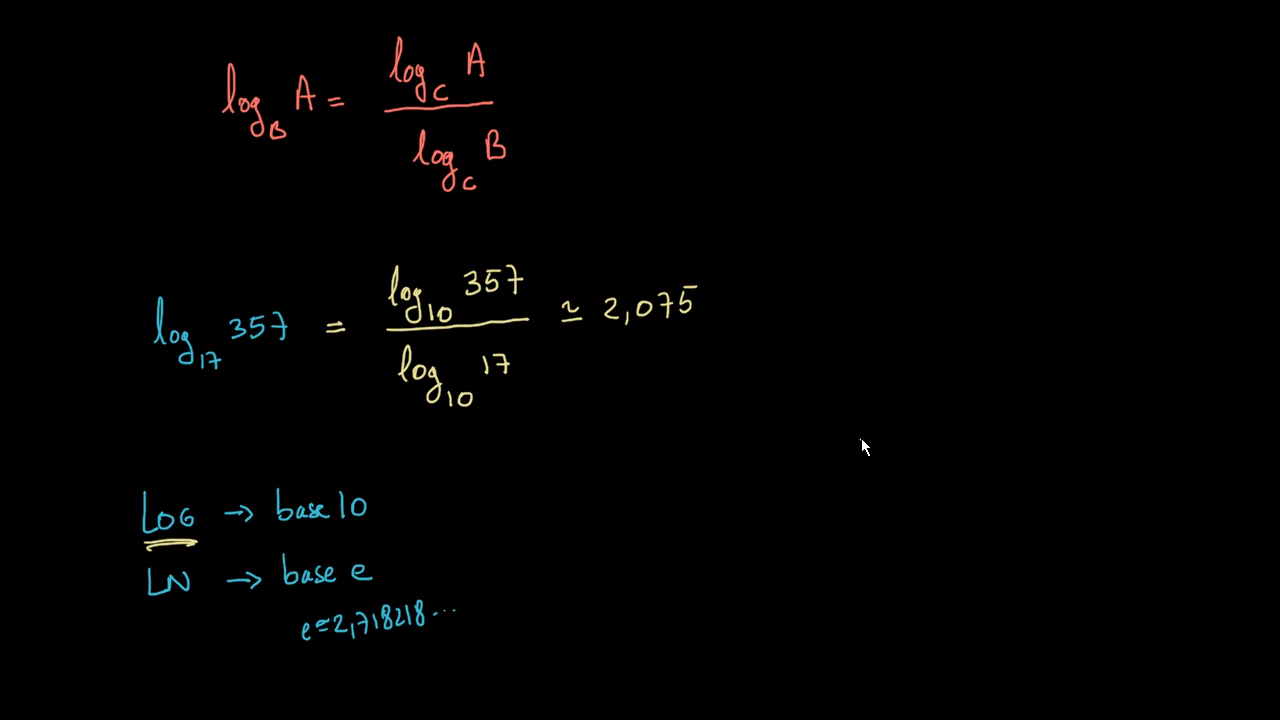 log_B A = log_C A / log_C B
log_17 357 = log_10 357 / log_10 17 ≃ 2,075
LOG → base 10
LN → base e
e≃2,718218...